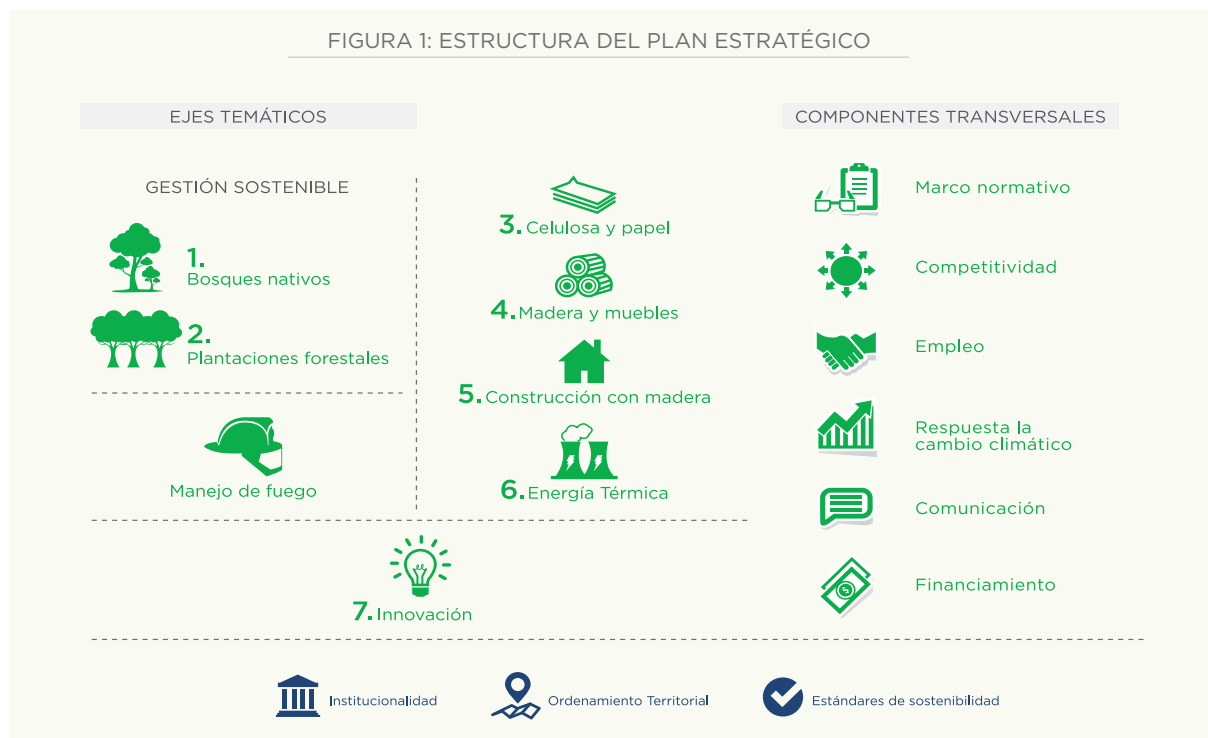 FIGURA 1: ESTRUCTURA DEL PLAN ESTRATÉGICO
EJES TEMÁTICOS
GESTIÓN SOSTENIBLE
1.
Bosques nativos
2.
Plantaciones forestales
Manejo de fuego
3. Celulosa y papel
4. Madera y muebles
5. Construcción con madera
6. Energía Térmica
7. Innovación
COMPONENTES TRANSVERSALES
Marco normativo
Competitividad
Empleo
Respuesta la
cambio climático
Comunicación
Financiamiento
Institucionalidad
Ordenamiento Territorial
Estándares de sostenibilidad